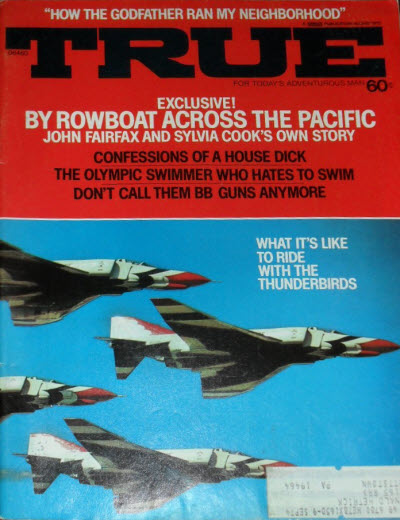 "HOW THE GODFATHER RAN MY NEIGHBORHOOD"
TRUE
FOR TODAY'S ADVENTUROUS MAN 60¢
EXCLUSIVE!
BY ROWBOAT ACROSS THE PACIFIC
JOHN FAIRFAX AND SYLVIA COOK'S OWN STORY
CONFESSIONS OF A HOUSE DICK
THE OLYMPIC SWIMMER WHO HATES TO SWIM
DON'T CALL THEM BB GUNS ANYMORE
WHAT IT'S LIKE
TO RIDE
WITH THE
THUNDERBIRDS
PA 19464